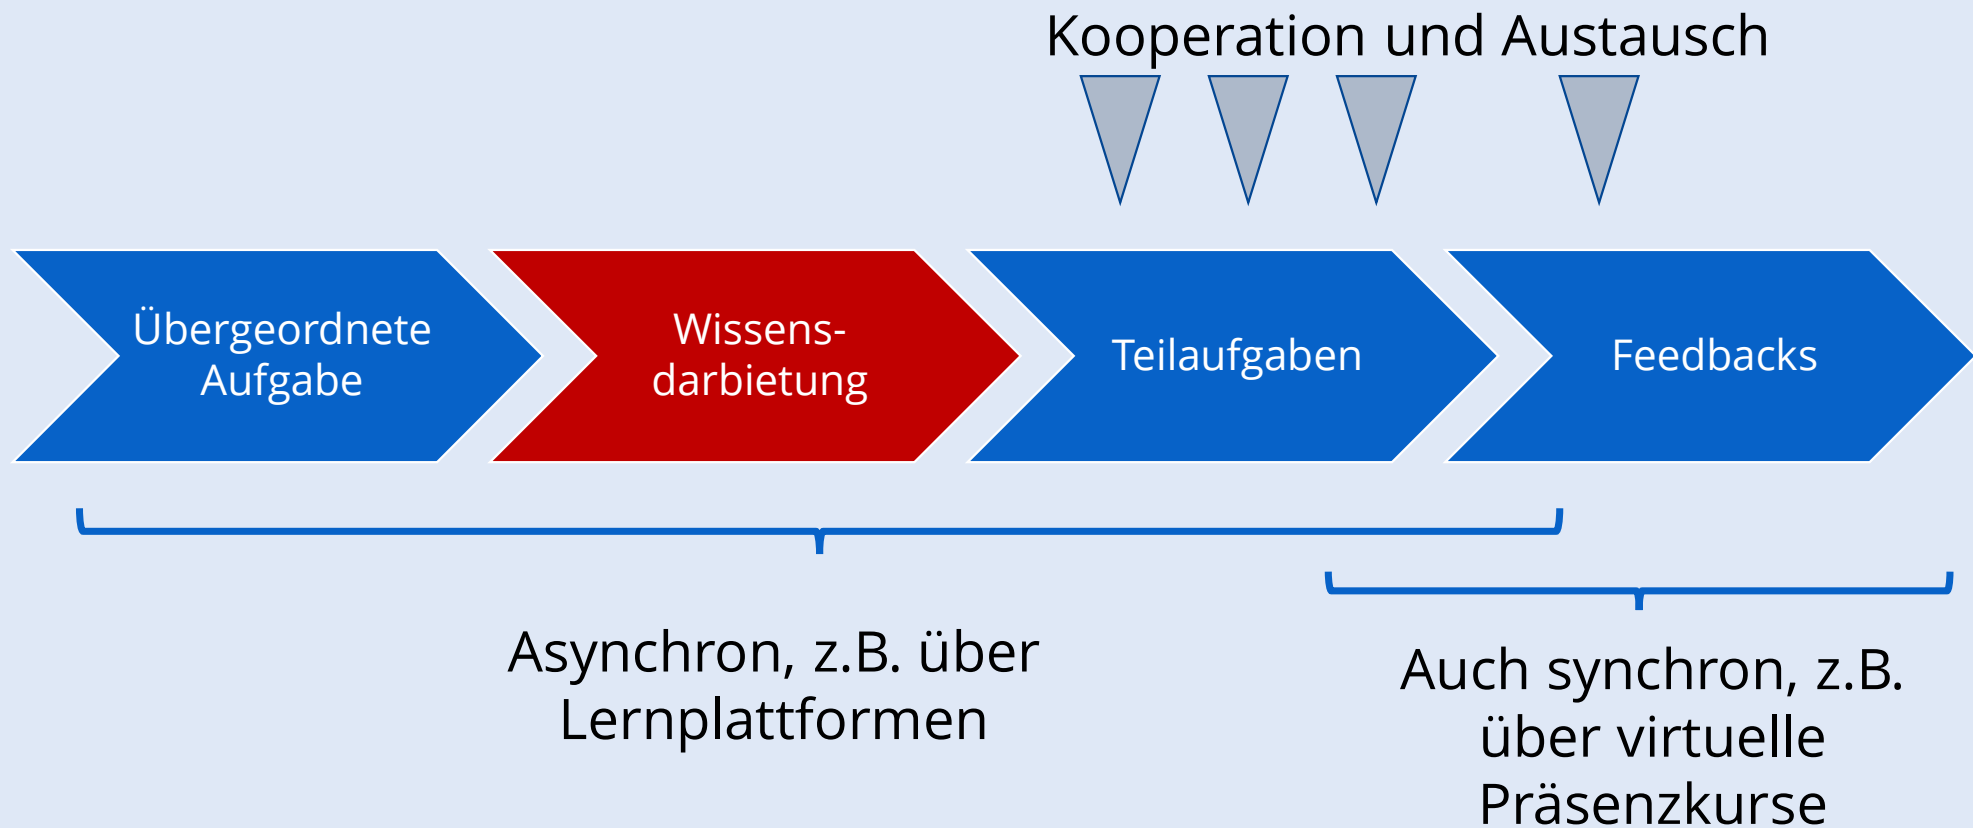 Kooperation und Austausch
Übergeordnete
Aufgabe
Wissens-
darbietung
Teilaufgaben
Feedbacks
Asynchron, z.B. über
Lernplattformen
Auch synchron, z.B.
über virtuelle
Präsenzkurse